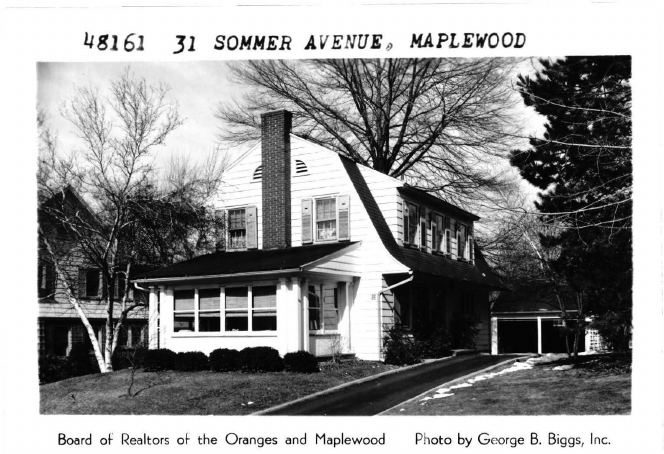 48161 31 SOMMER AVENUE, MAPLEWOOD
Board of Realtors of the Oranges and Maplewood Photo by George B. Biggs, Inc.